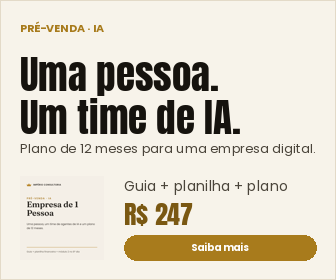 PRÉ-VENDA · IA
Uma pessoa.
Um time de IA.
Plano de 12 meses para uma empresa digital.
Empresa de 1
Pessoa
Guia + planilha + plano
R$ 247
Saiba mais